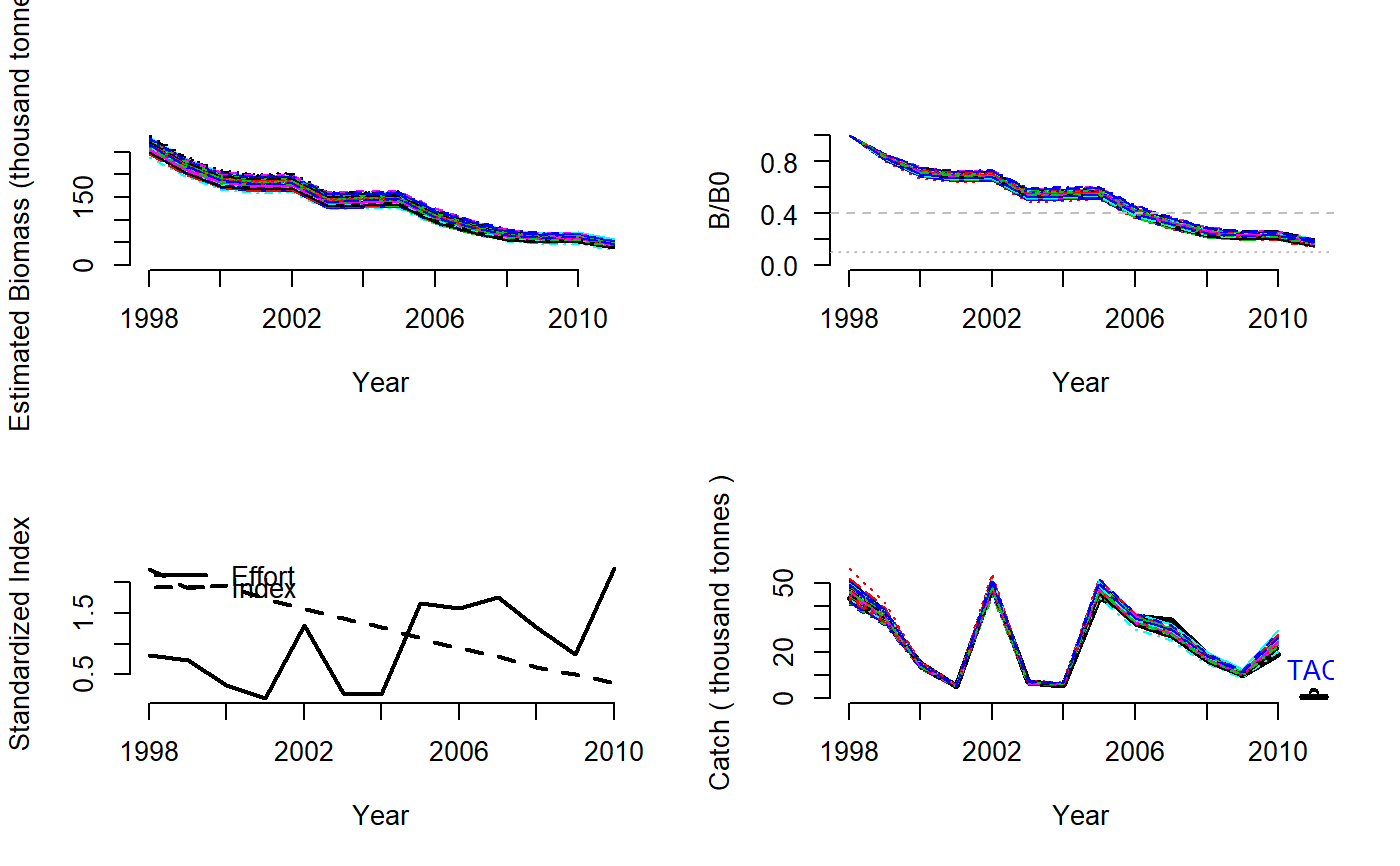 Estimated Biomass (thousand tonne
150
0
1998 2002 2006 2010
Year
B/B0
0.8
0.4
0.0
1998 2002 2006 2010
Year
Standardized Index
1.5
0.5
Effort
Index
1998 2002 2006 2010
Year
Catch ( thousand tonnes )
50
20
0
TAC
1998 2002 2006 2010
Year